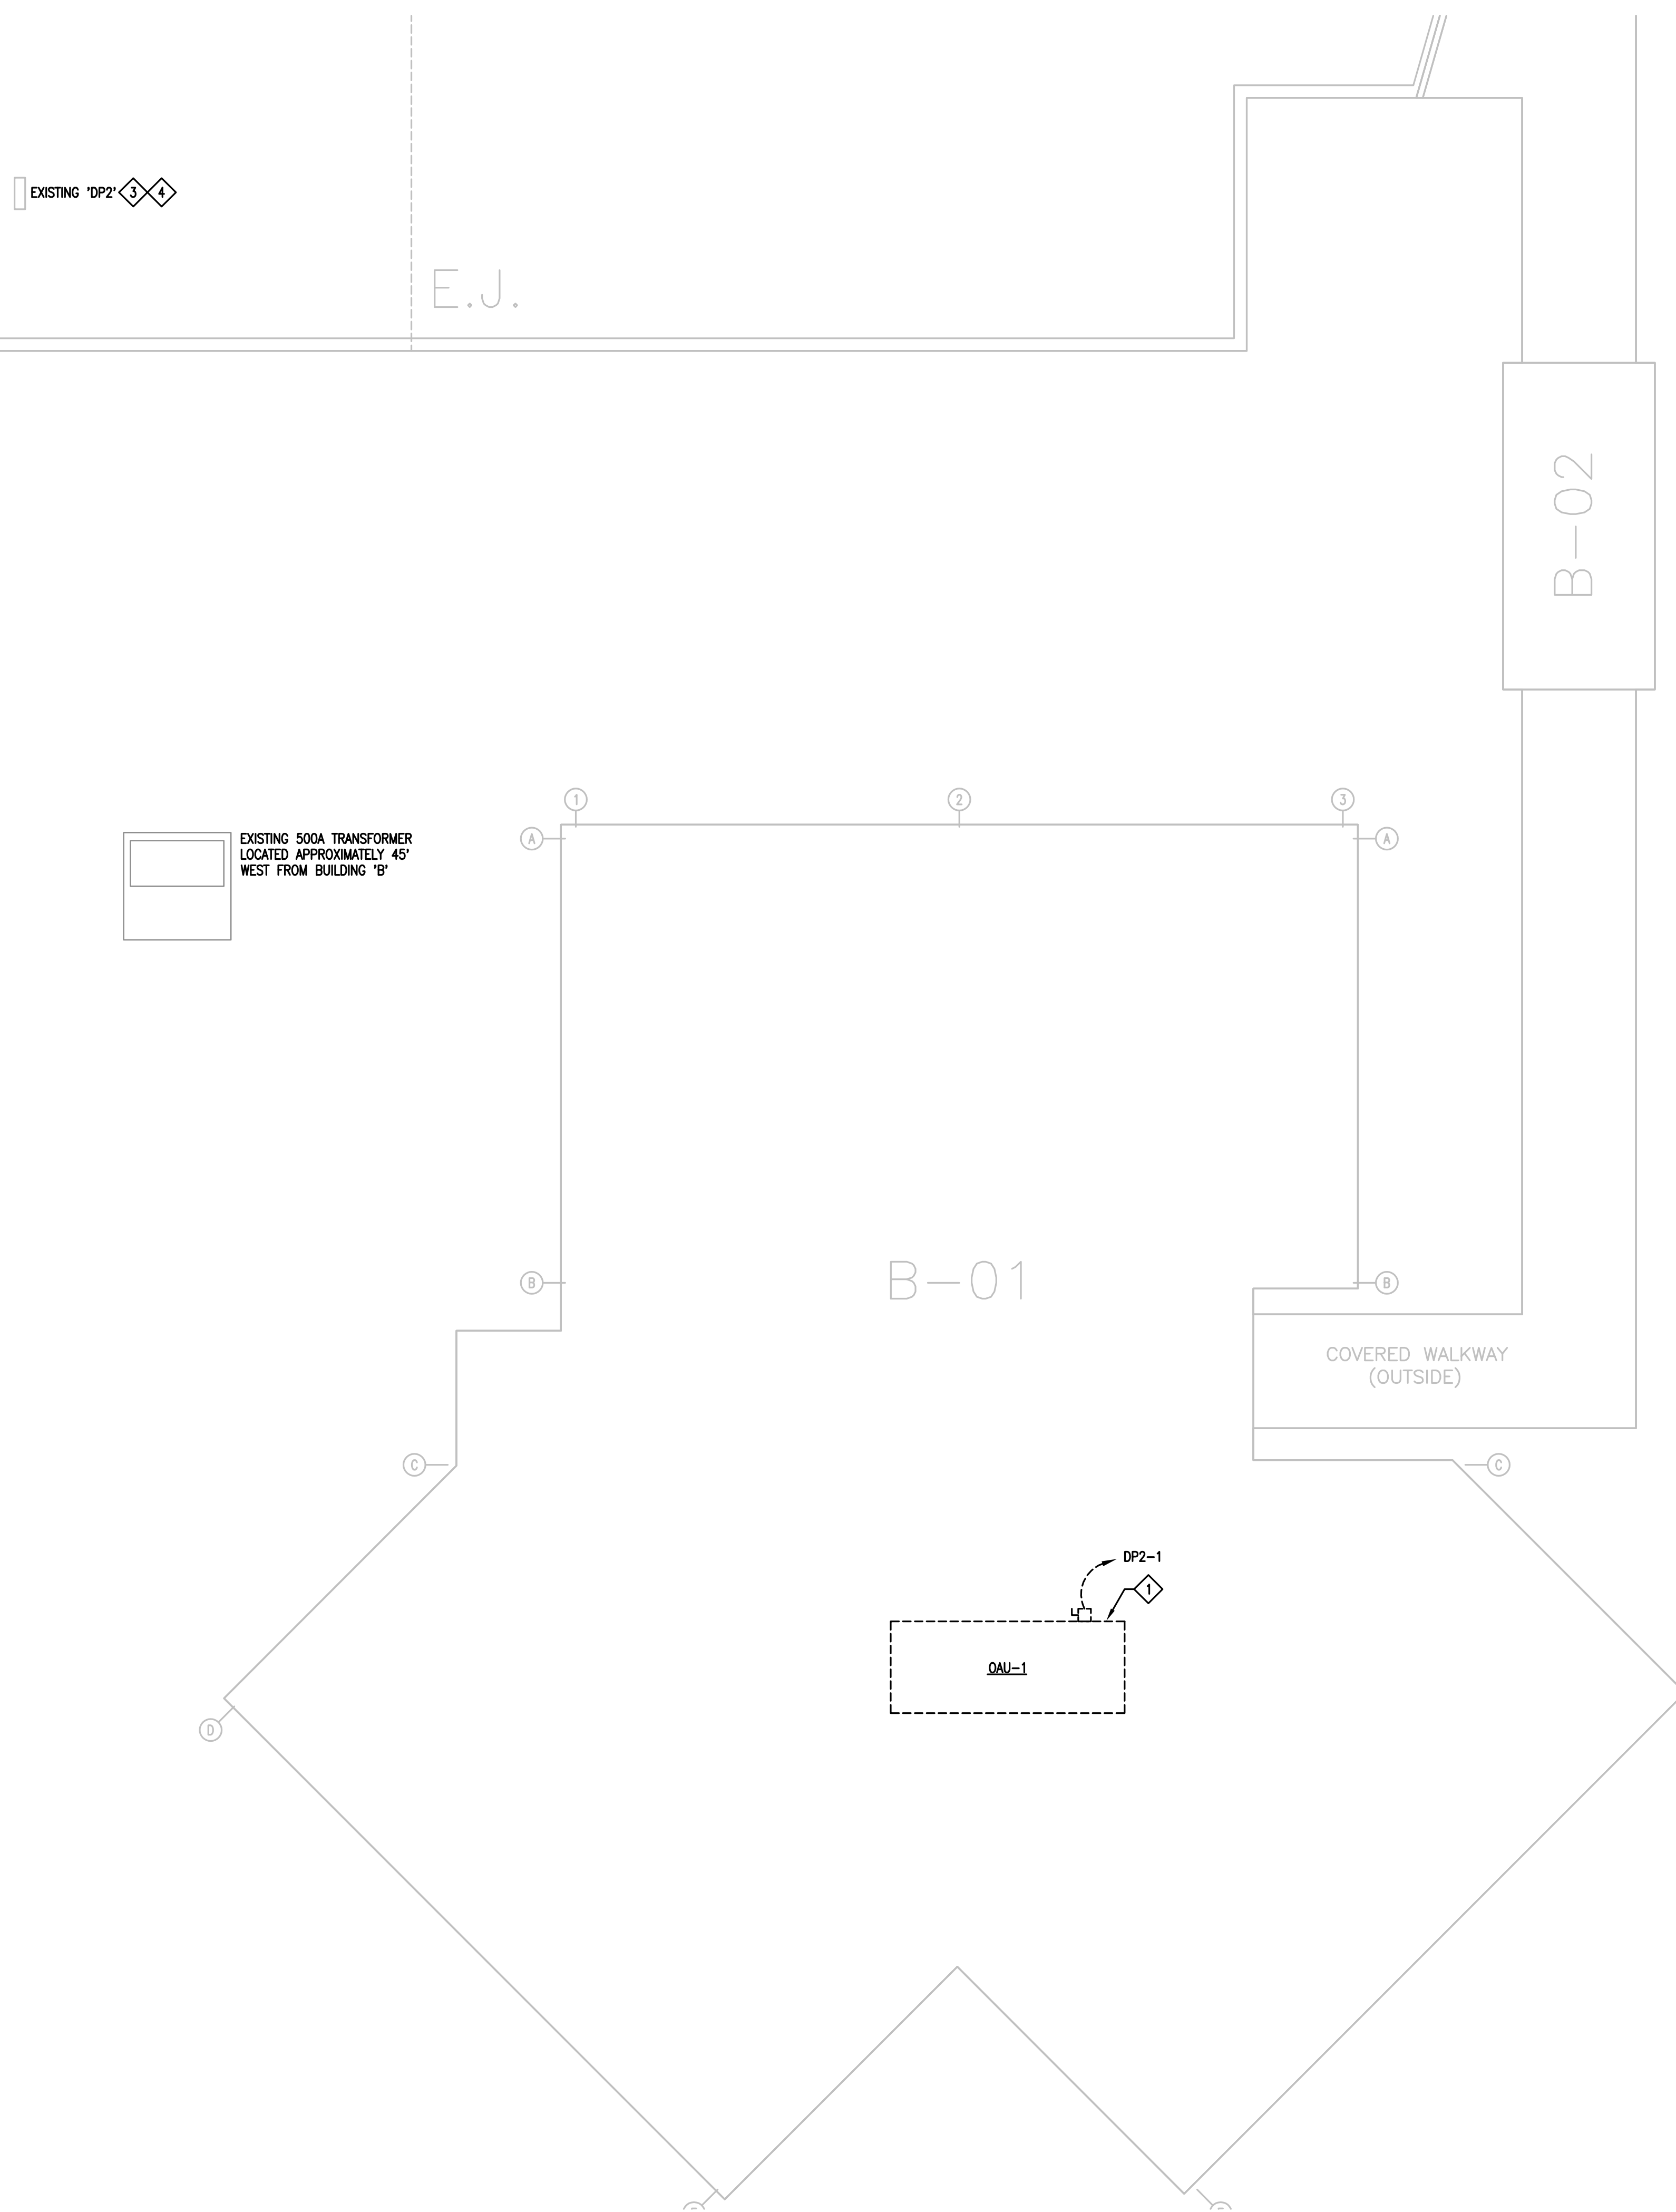 EXISTING 'DP2' 3 4
E.J.
B-02
1 2 3
A A
EXISTING 500A TRANSFORMER
LOCATED APPROXIMATELY 45'
WEST FROM BUILDING 'B'
B B
B-01
COVERED WALKWAY
(OUTSIDE)
C C
DP2-1
1
OAU-1
D